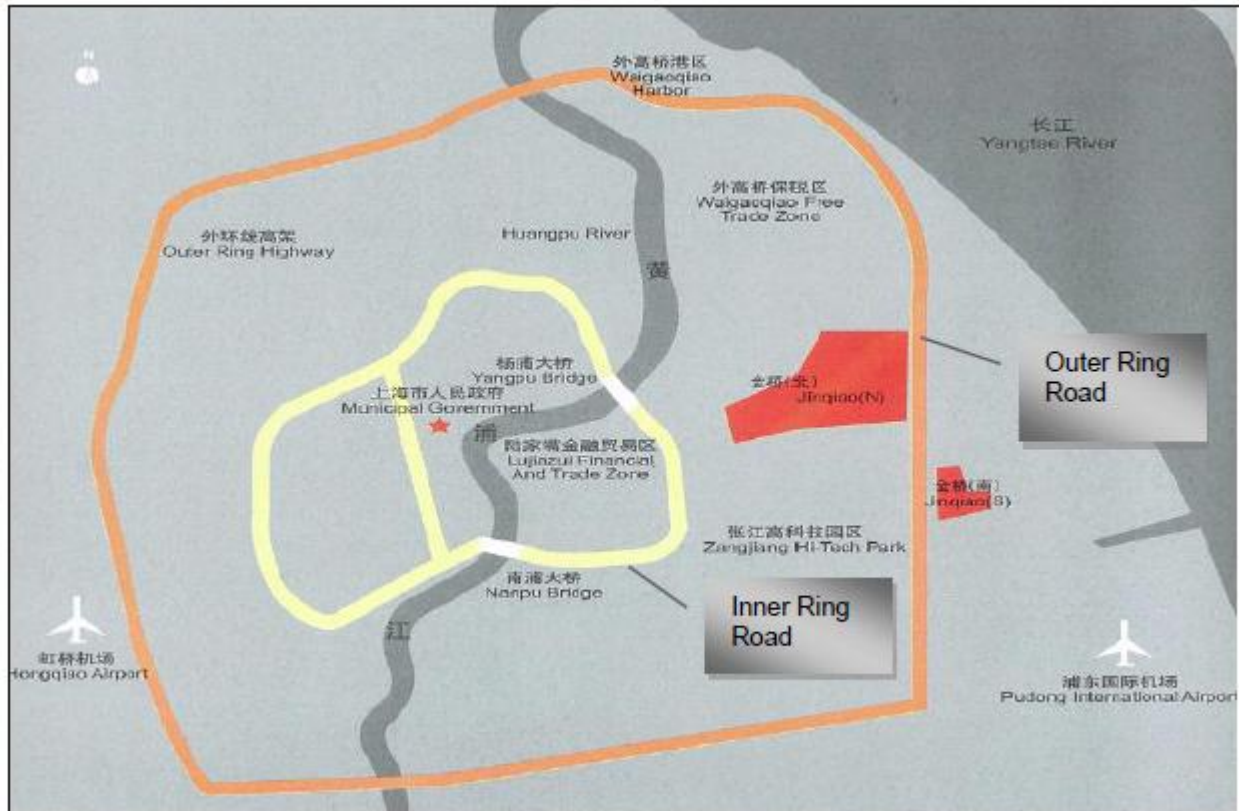 N
外高桥港区
Waigaoqiao
Harbor
长江
Yangtse River
外高桥保税区
Waigaoqiao Free
Trade Zone
外环线高架
Outer Ring Highway
Huangpu River
黄
杨浦大桥
Yangpu Bridge
上海市人民政府
Municipal Government
浦
陆家嘴金融贸易区
Lujiazui Financial
And Trade Zone
金桥(北)
Jinqiao(N)
Outer Ring
Road
金桥(南)
Jinqiao(S)
张江高科技园区
Zangjiang Hi-Tech Park
南浦大桥
Nanpu Bridge
Inner Ring
Road
江
虹桥机场
Hongqiao Airport
浦东国际机场
Pudong International Airport